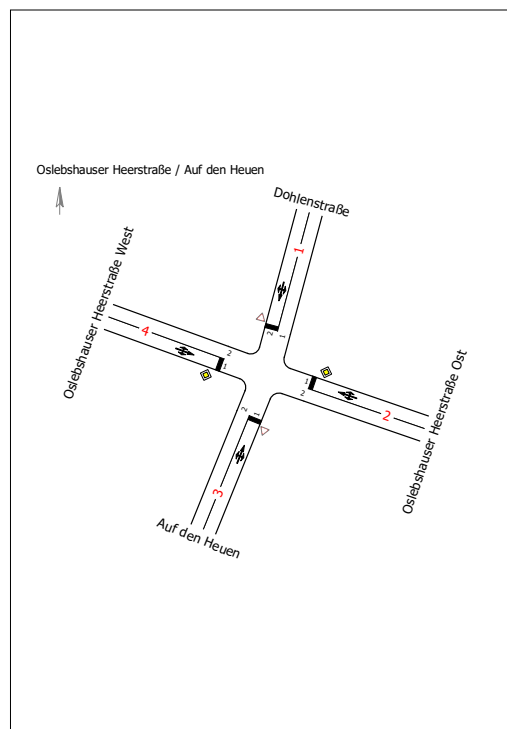 Oslebshauser Heerstraße / Auf den Heuen
Dohlenstraße
1
2
1
Oslebshauser Heerstraße West
4
2
1
1
2
2
Oslebshauser Heerstraße Ost
2
1
3
Auf den Heuen